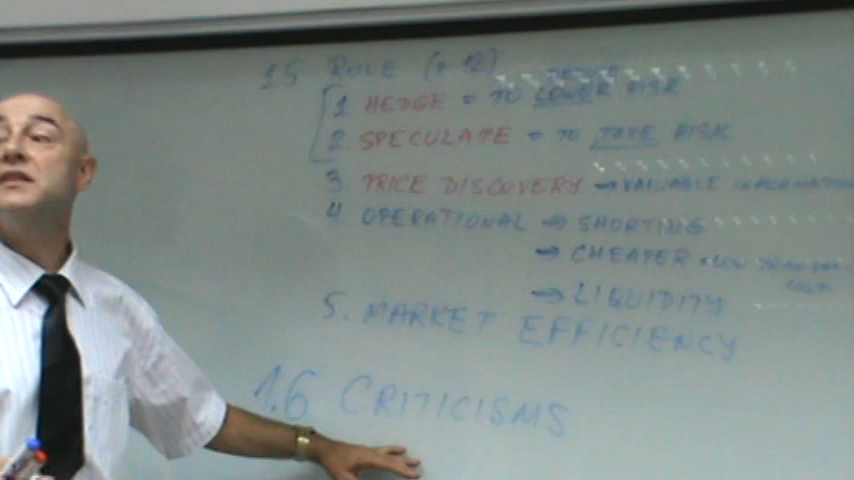 1.5 ROLE (P 12)
1. HEDGE = TO LOWER RISK
2. SPECULATE = TO TAKE RISK
3. PRICE DISCOVERY → VALUABLE INFORMATION
4 OPERATIONAL → SHORTING
→ CHEAPER
→ LIQUIDITY
5. MARKET EFFICIENCY
1.6 CRITICISMS